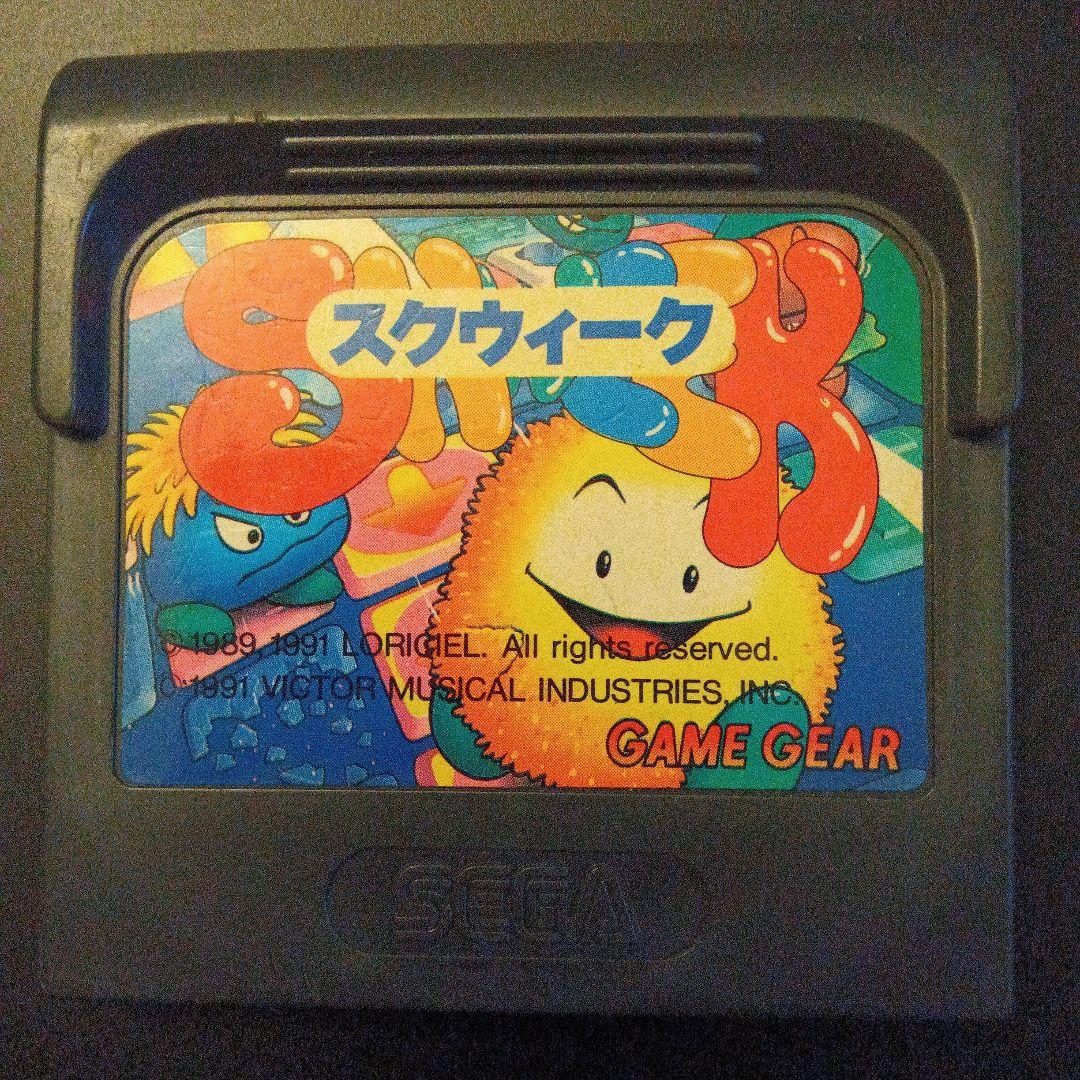 Skweek
スクウィーク
© 1989, 1991 LORICIEL. All rights reserved.
© 1991 VICTOR MUSICAL INDUSTRIES, INC.
GAME GEAR
SEGA